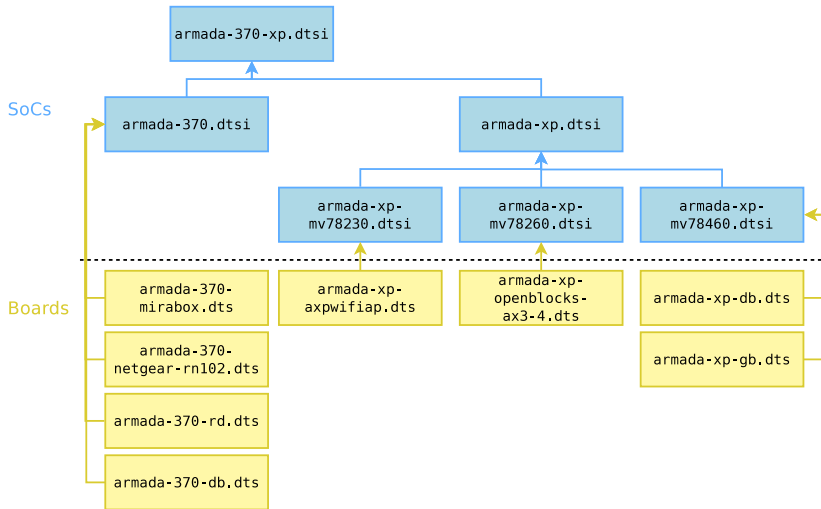 armada-370-xp.dtsi
SoCs
armada-370.dtsi
armada-xp.dtsi
armada-xp-
mv78230.dtsi
armada-xp-
mv78260.dtsi
armada-xp-
mv78460.dtsi
Boards
armada-370-
mirabox.dts
armada-xp-
axpwifiap.dts
armada-xp-
openblocks-
ax3-4.dts
armada-xp-db.dts
armada-370-
netgear-rn102.dts
armada-xp-gb.dts
armada-370-rd.dts
armada-370-db.dts